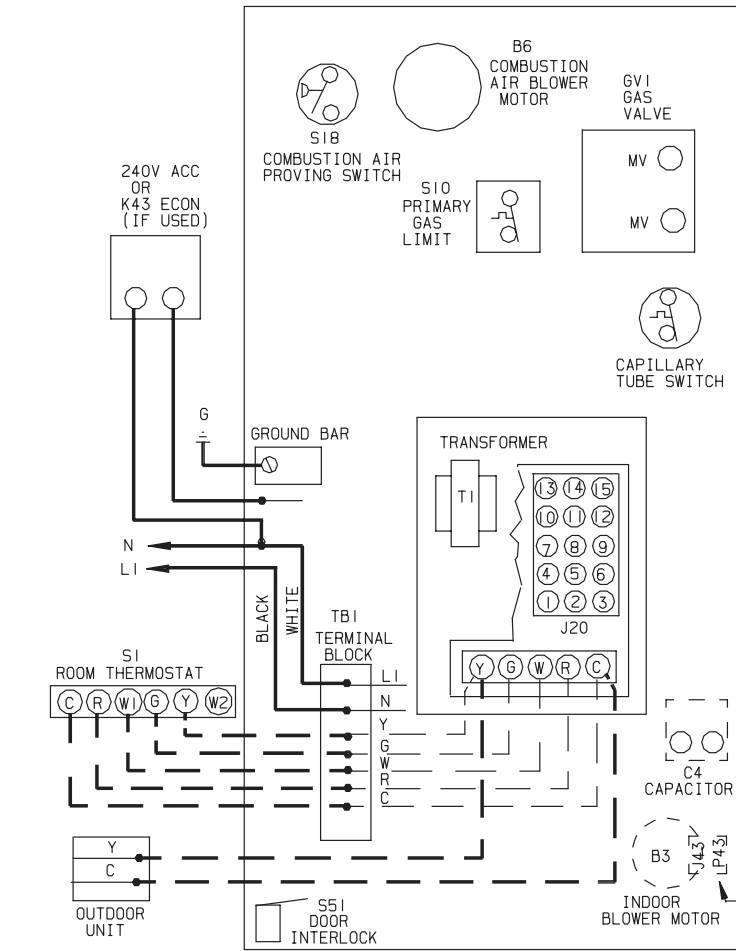 B6
COMBUSTION
AIR BLOWER
MOTOR
GV1
GAS
VALVE
MV
MV
S18
COMBUSTION AIR
PROVING SWITCH
S10
PRIMARY
GAS
LIMIT
240V ACC
OR
K43 ECON
(IF USED)
CAPILLARY
TUBE SWITCH
G
GROUND BAR
TRANSFORMER
T1
13 14 15
10 11 12
7 8 9
4 5 6
1 2 3
J20
N
L1
BLACK
WHITE
TB1
TERMINAL
BLOCK
Y G W R C
S1
ROOM THERMOSTAT
C R W1 G Y W2
L1
N
Y
G
W
R
C
C4
CAPACITOR
Y
C
OUTDOOR
UNIT
B3
J43
P43
INDOOR
BLOWER MOTOR
S51
DOOR
INTERLOCK